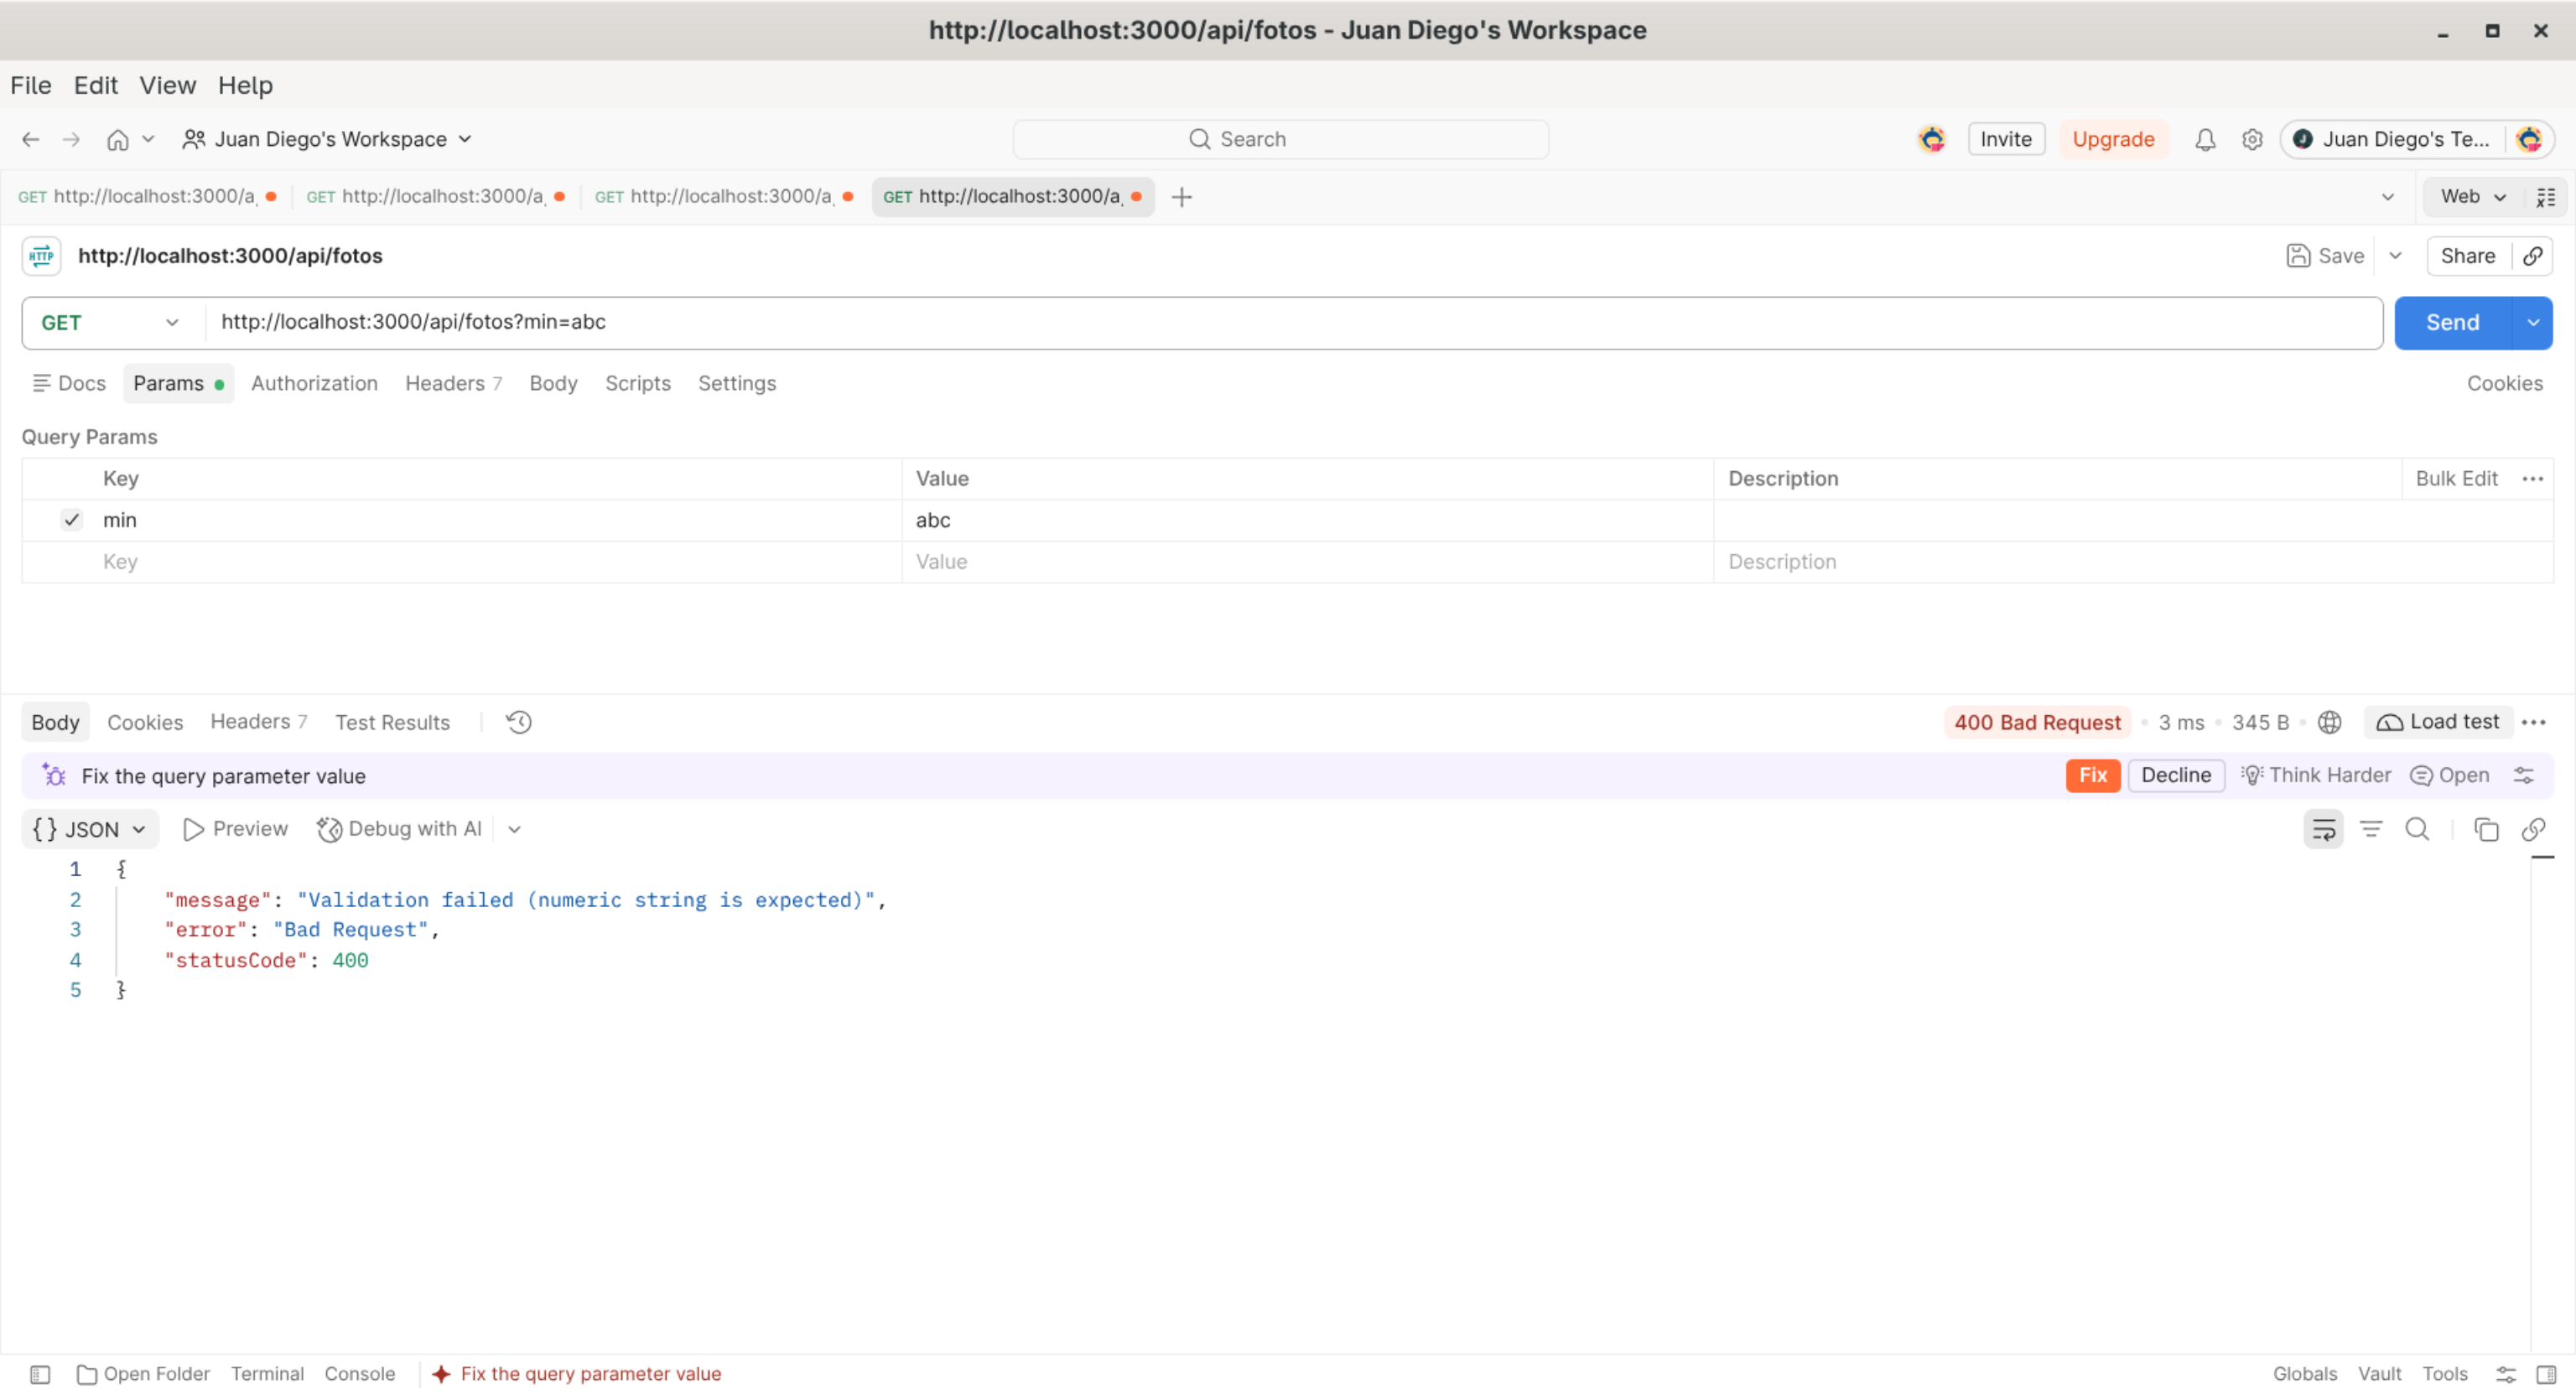 http://localhost:3000/api/fotos - Juan Diego's Workspace
File Edit View Help
Juan Diego's Workspace Search Invite Upgrade Juan Diego's Te...
GET http://localhost:3000/a GET http://localhost:3000/a GET http://localhost:3000/a GET http://localhost:3000/a Web
HTTP http://localhost:3000/api/fotos Save Share
GET http://localhost:3000/api/fotos?min=abc Send
Docs Params Authorization Headers 7 Body Scripts Settings Cookies
Query Params
Key Value Description Bulk Edit
min abc
Key Value Description
Body Cookies Headers 7 Test Results 400 Bad Request 3 ms 345 B Load test
Fix the query parameter value Fix Decline Think Harder Open
{} JSON Preview Debug with AI
1 {
2 "message": "Validation failed (numeric string is expected)",
3 "error": "Bad Request",
4 "statusCode": 400
5 }
Open Folder Terminal Console Fix the query parameter value Globals Vault Tools